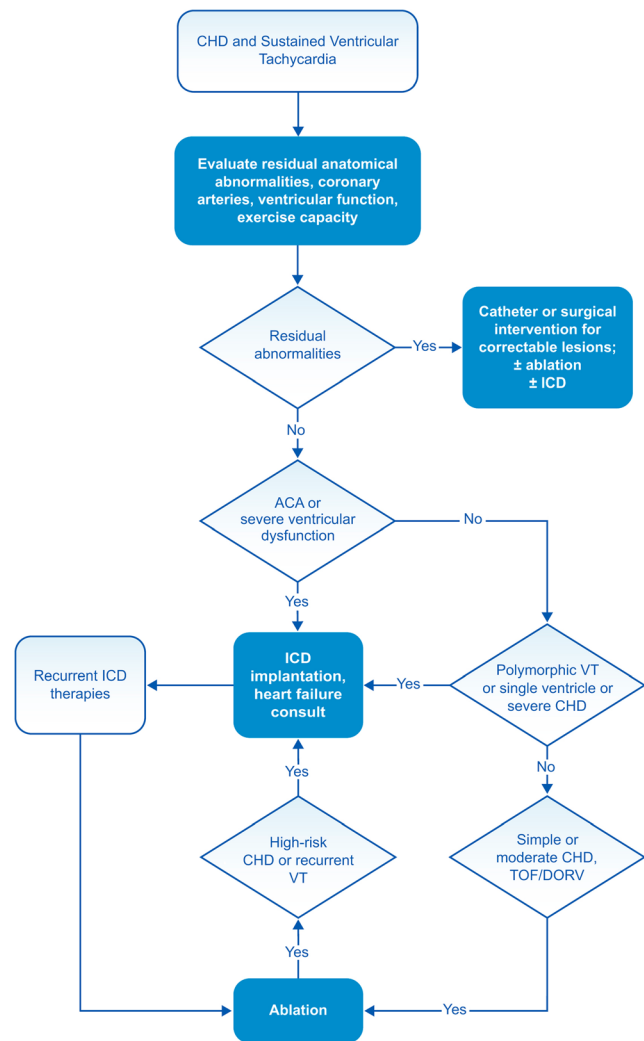 CHD and Sustained Ventricular
Tachycardia
Evaluate residual anatomical
abnormalities, coronary
arteries, ventricular function,
exercise capacity
Residual
abnormalities
Yes
Catheter or surgical
intervention for
correctable lesions;
± ablation
± ICD
No
ACA or
severe ventricular
dysfunction
No
Yes
Recurrent ICD
therapies
ICD
implantation,
heart failure
consult
Yes
Polymorphic VT
or single ventricle or
severe CHD
Yes
No
High-risk
CHD or recurrent
VT
Simple or
moderate CHD,
TOF/DORV
Yes
Ablation
Yes